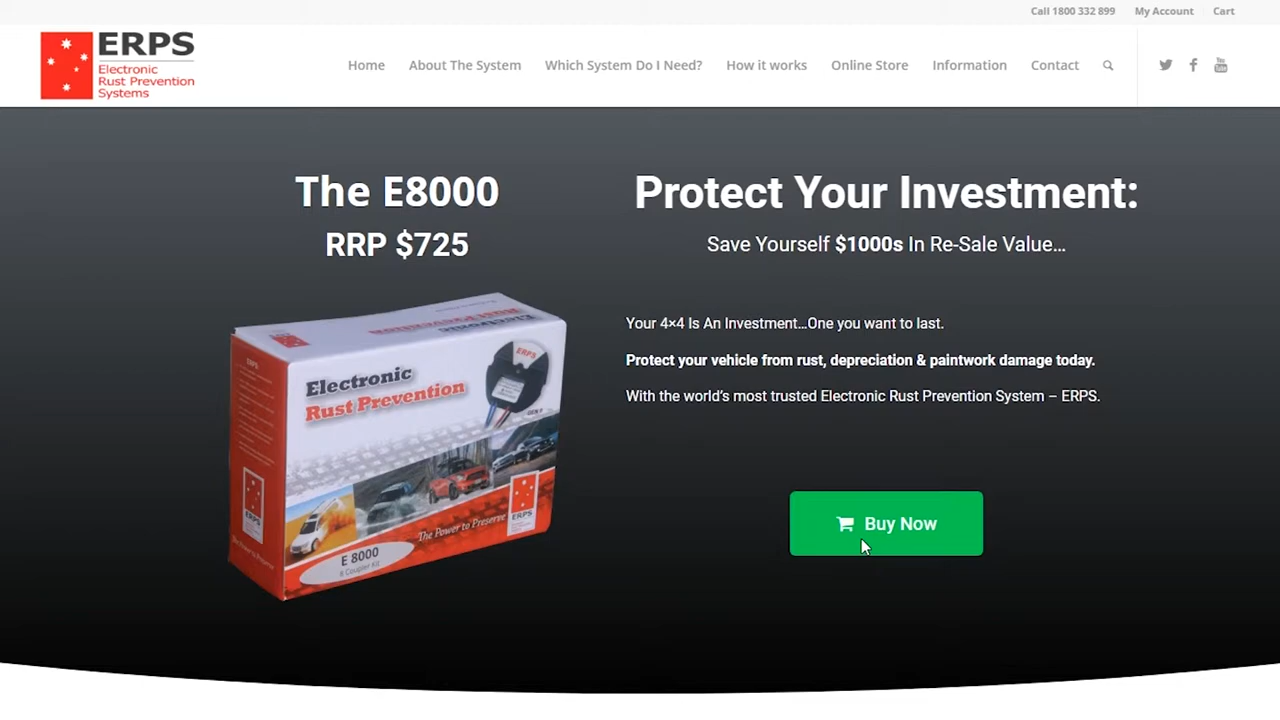 Call 1800 332 899 My Account Cart
ERPS
Electronic
Rust Prevention
Systems
Home About The System Which System Do I Need? How it works Online Store Information Contact
The E8000
RRP $725
Protect Your Investment:
Save Yourself $1000s In Re-Sale Value...
Your 4×4 Is An Investment...One you want to last.
Protect your vehicle from rust, depreciation & paintwork damage today.
With the world's most trusted Electronic Rust Prevention System – ERPS.
Buy Now
Electronic
Rust Prevention
ERPS
The Power to Preserve
ERPS
E 8000
8 Coupler Kit